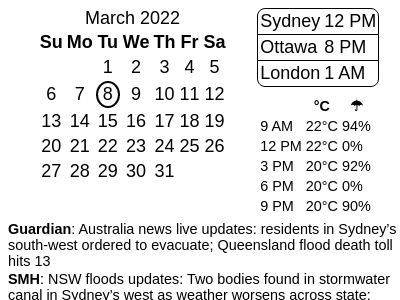 March 2022
Su Mo Tu We Th Fr Sa
1 2 3 4 5
6 7 8 9 10 11 12
13 14 15 16 17 18 19
20 21 22 23 24 25 26
27 28 29 30 31
Sydney 12 PM
Ottawa 8 PM
London 1 AM
°C ☂
9 AM 22°C 94%
12 PM 22°C 0%
3 PM 20°C 92%
6 PM 20°C 0%
9 PM 20°C 90%
Guardian: Australia news live updates: residents in Sydney's
south-west ordered to evacuate; Queensland flood death toll
hits 13
SMH: NSW floods updates: Two bodies found in stormwater
canal in Sydney's west as weather worsens across state: